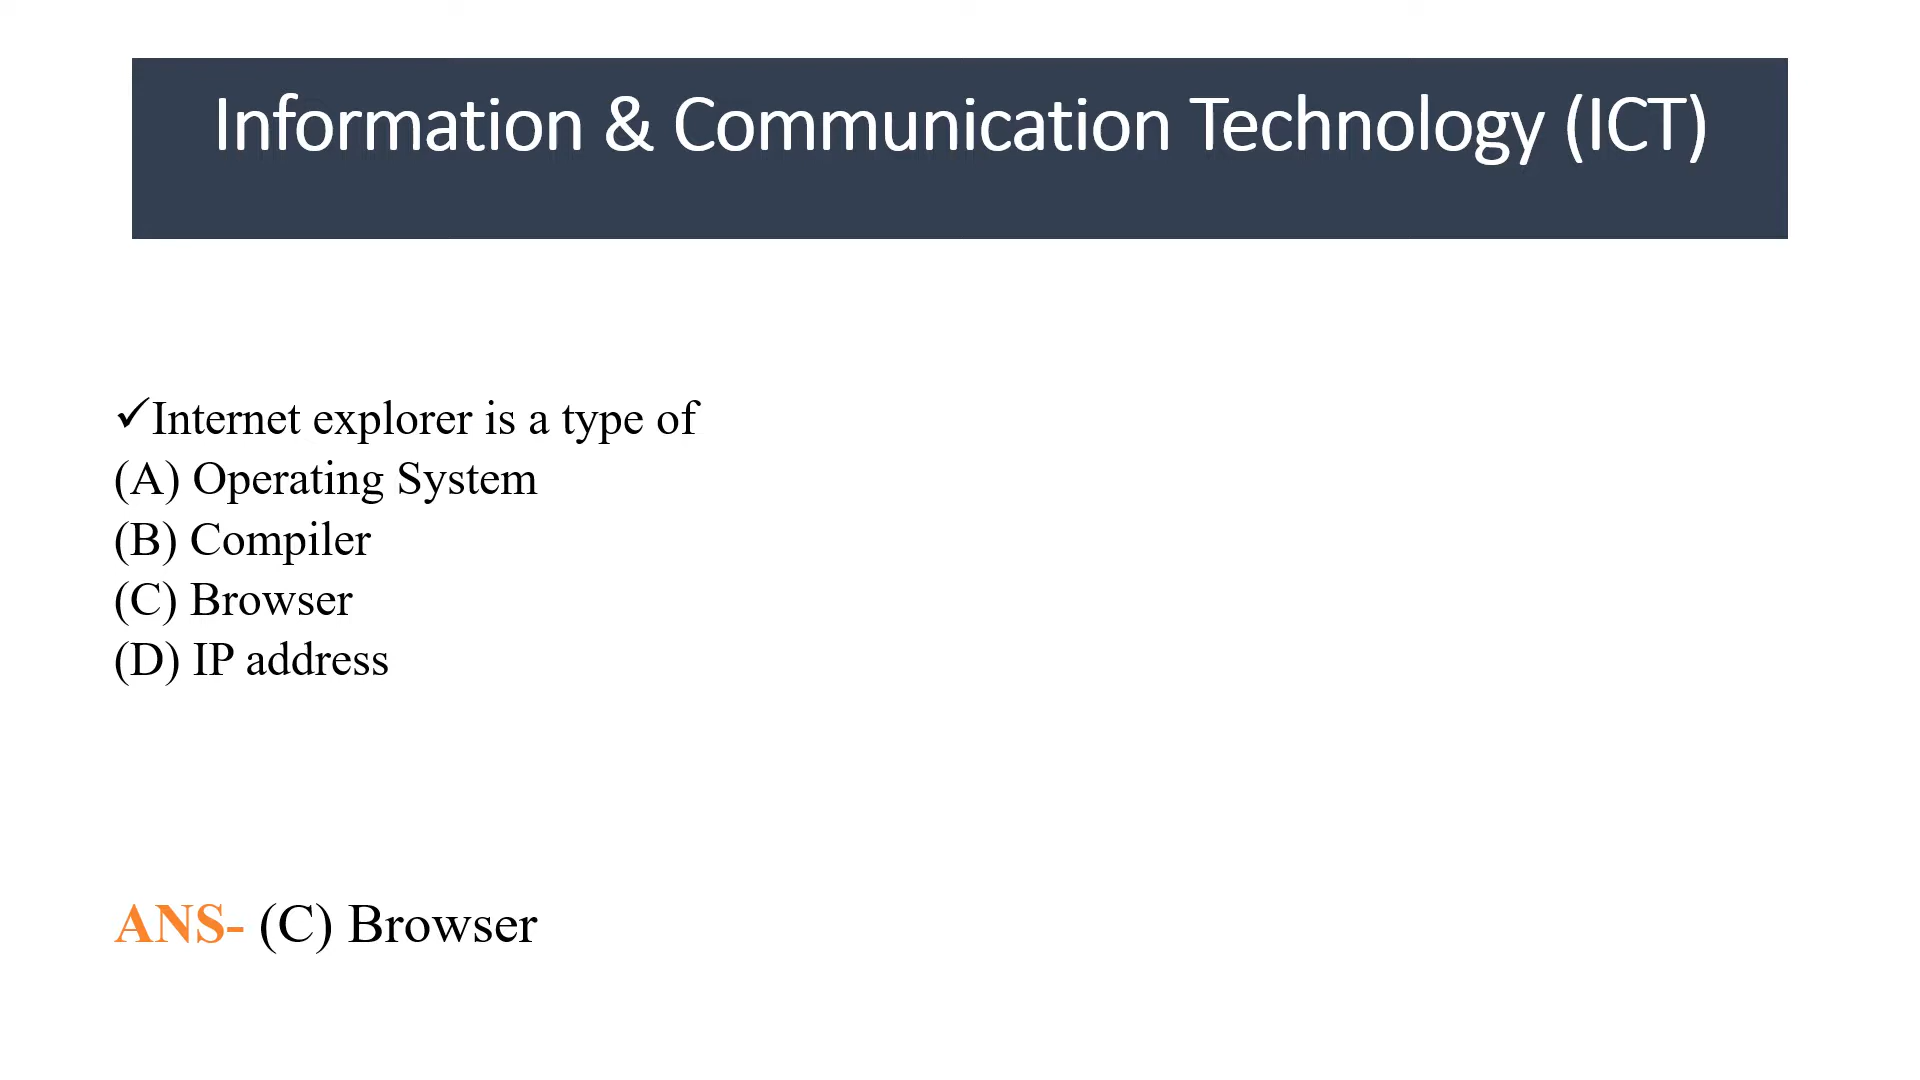 Information & Communication Technology (ICT)
✓Internet explorer is a type of
(A) Operating System
(B) Compiler
(C) Browser
(D) IP address
ANS- (C) Browser